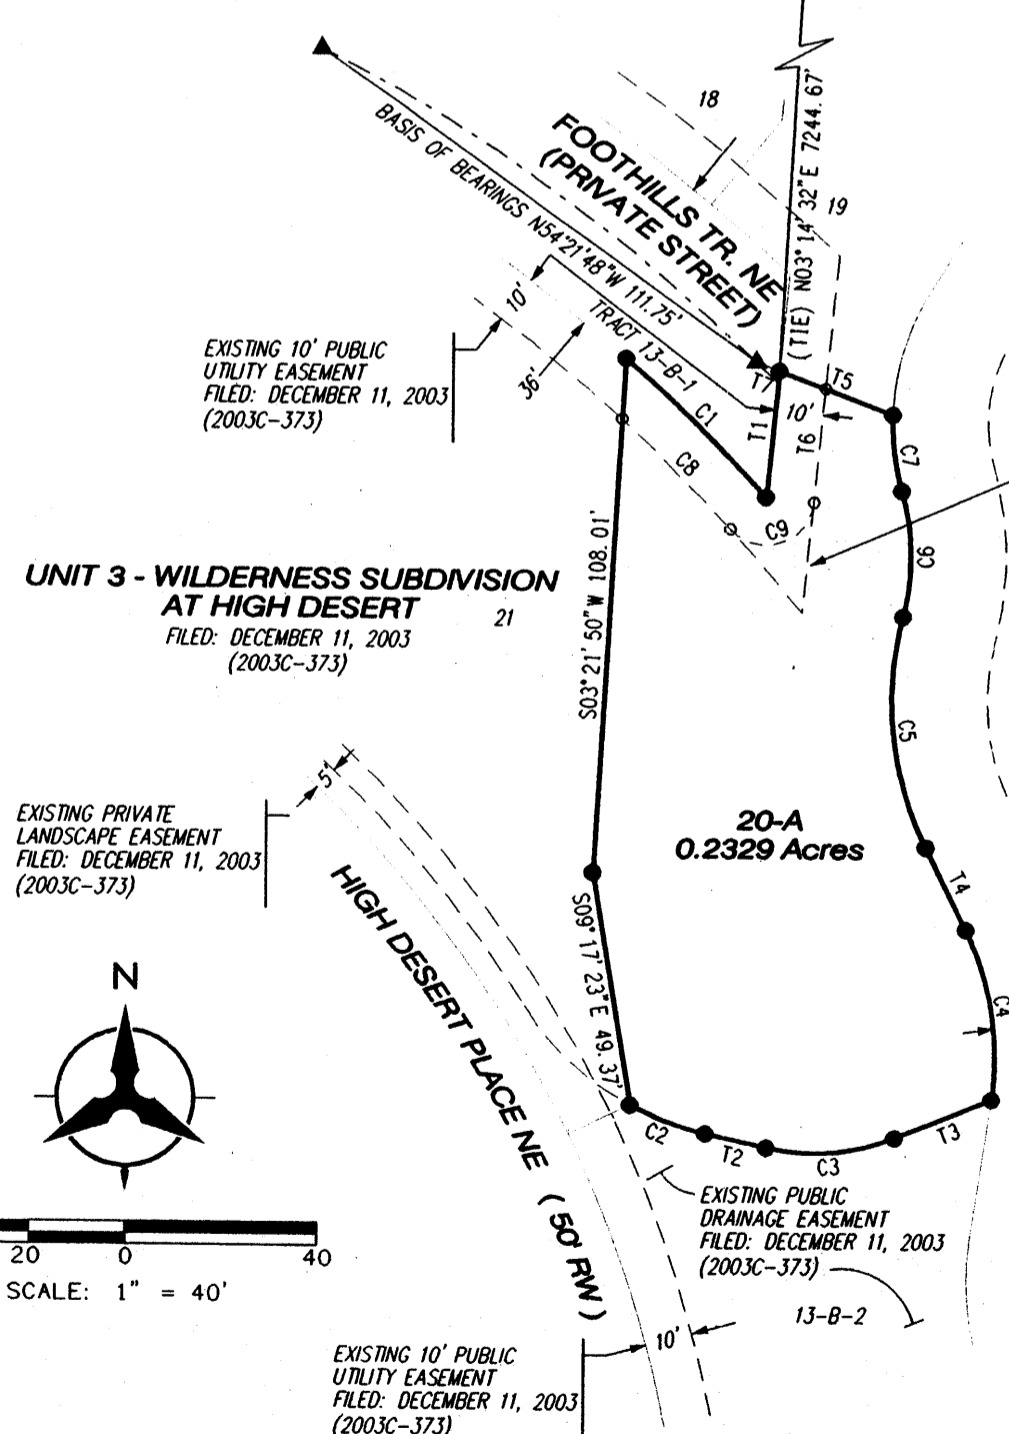 18
FOOTHILLS TR. NE
(PRIVATE STREET)
19
(TIE) N03°14'32"E 7244.67'
BASIS OF BEARINGS N54°21'48"W 111.75'
TRACT 13-B-1
10'
36'
EXISTING 10' PUBLIC
UTILITY EASEMENT
FILED: DECEMBER 11, 2003
(2003C-373)
T7
T5
C1
T1
10'
T6
C7
C8
C9
C6
S03°21'50"W 108.01'
UNIT 3 - WILDERNESS SUBDIVISION
AT HIGH DESERT
21
FILED: DECEMBER 11, 2003
(2003C-373)
C5
5'
EXISTING PRIVATE
LANDSCAPE EASEMENT
FILED: DECEMBER 11, 2003
(2003C-373)
20-A
0.2329 Acres
T4
HIGH DESERT PLACE NE (50' RW)
S09°17'23"E 49.37'
N
C4
C2
T2
C3
T3
EXISTING PUBLIC
DRAINAGE EASEMENT
FILED: DECEMBER 11, 2003
(2003C-373)
20 0 40
SCALE: 1" = 40'
13-B-2
10'
EXISTING 10' PUBLIC
UTILITY EASEMENT
FILED: DECEMBER 11, 2003
(2003C-373)